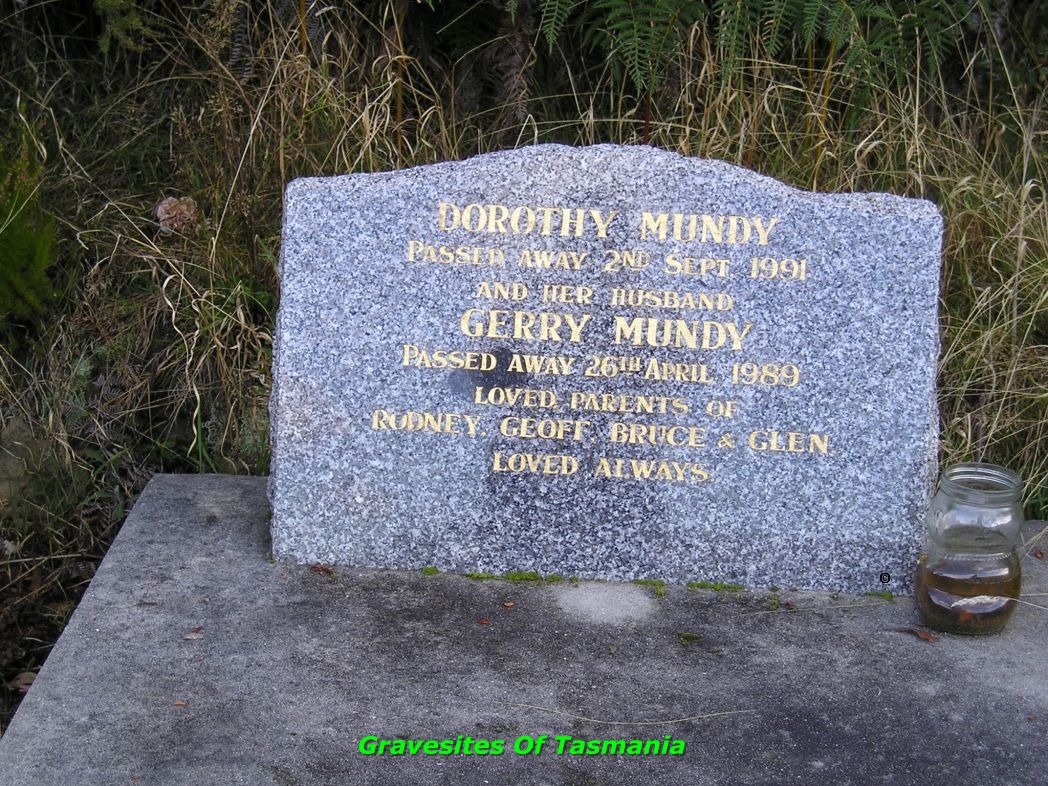 DOROTHY MUNDY
PASSED AWAY 2ND SEPT. 1991
AND HER HUSBAND
GERRY MUNDY
PASSED AWAY 26TH APRIL 1989
LOVED PARENTS OF
RODNEY, GEOFF, BRUCE & GLEN.
LOVED ALWAYS.
Gravesites Of Tasmania